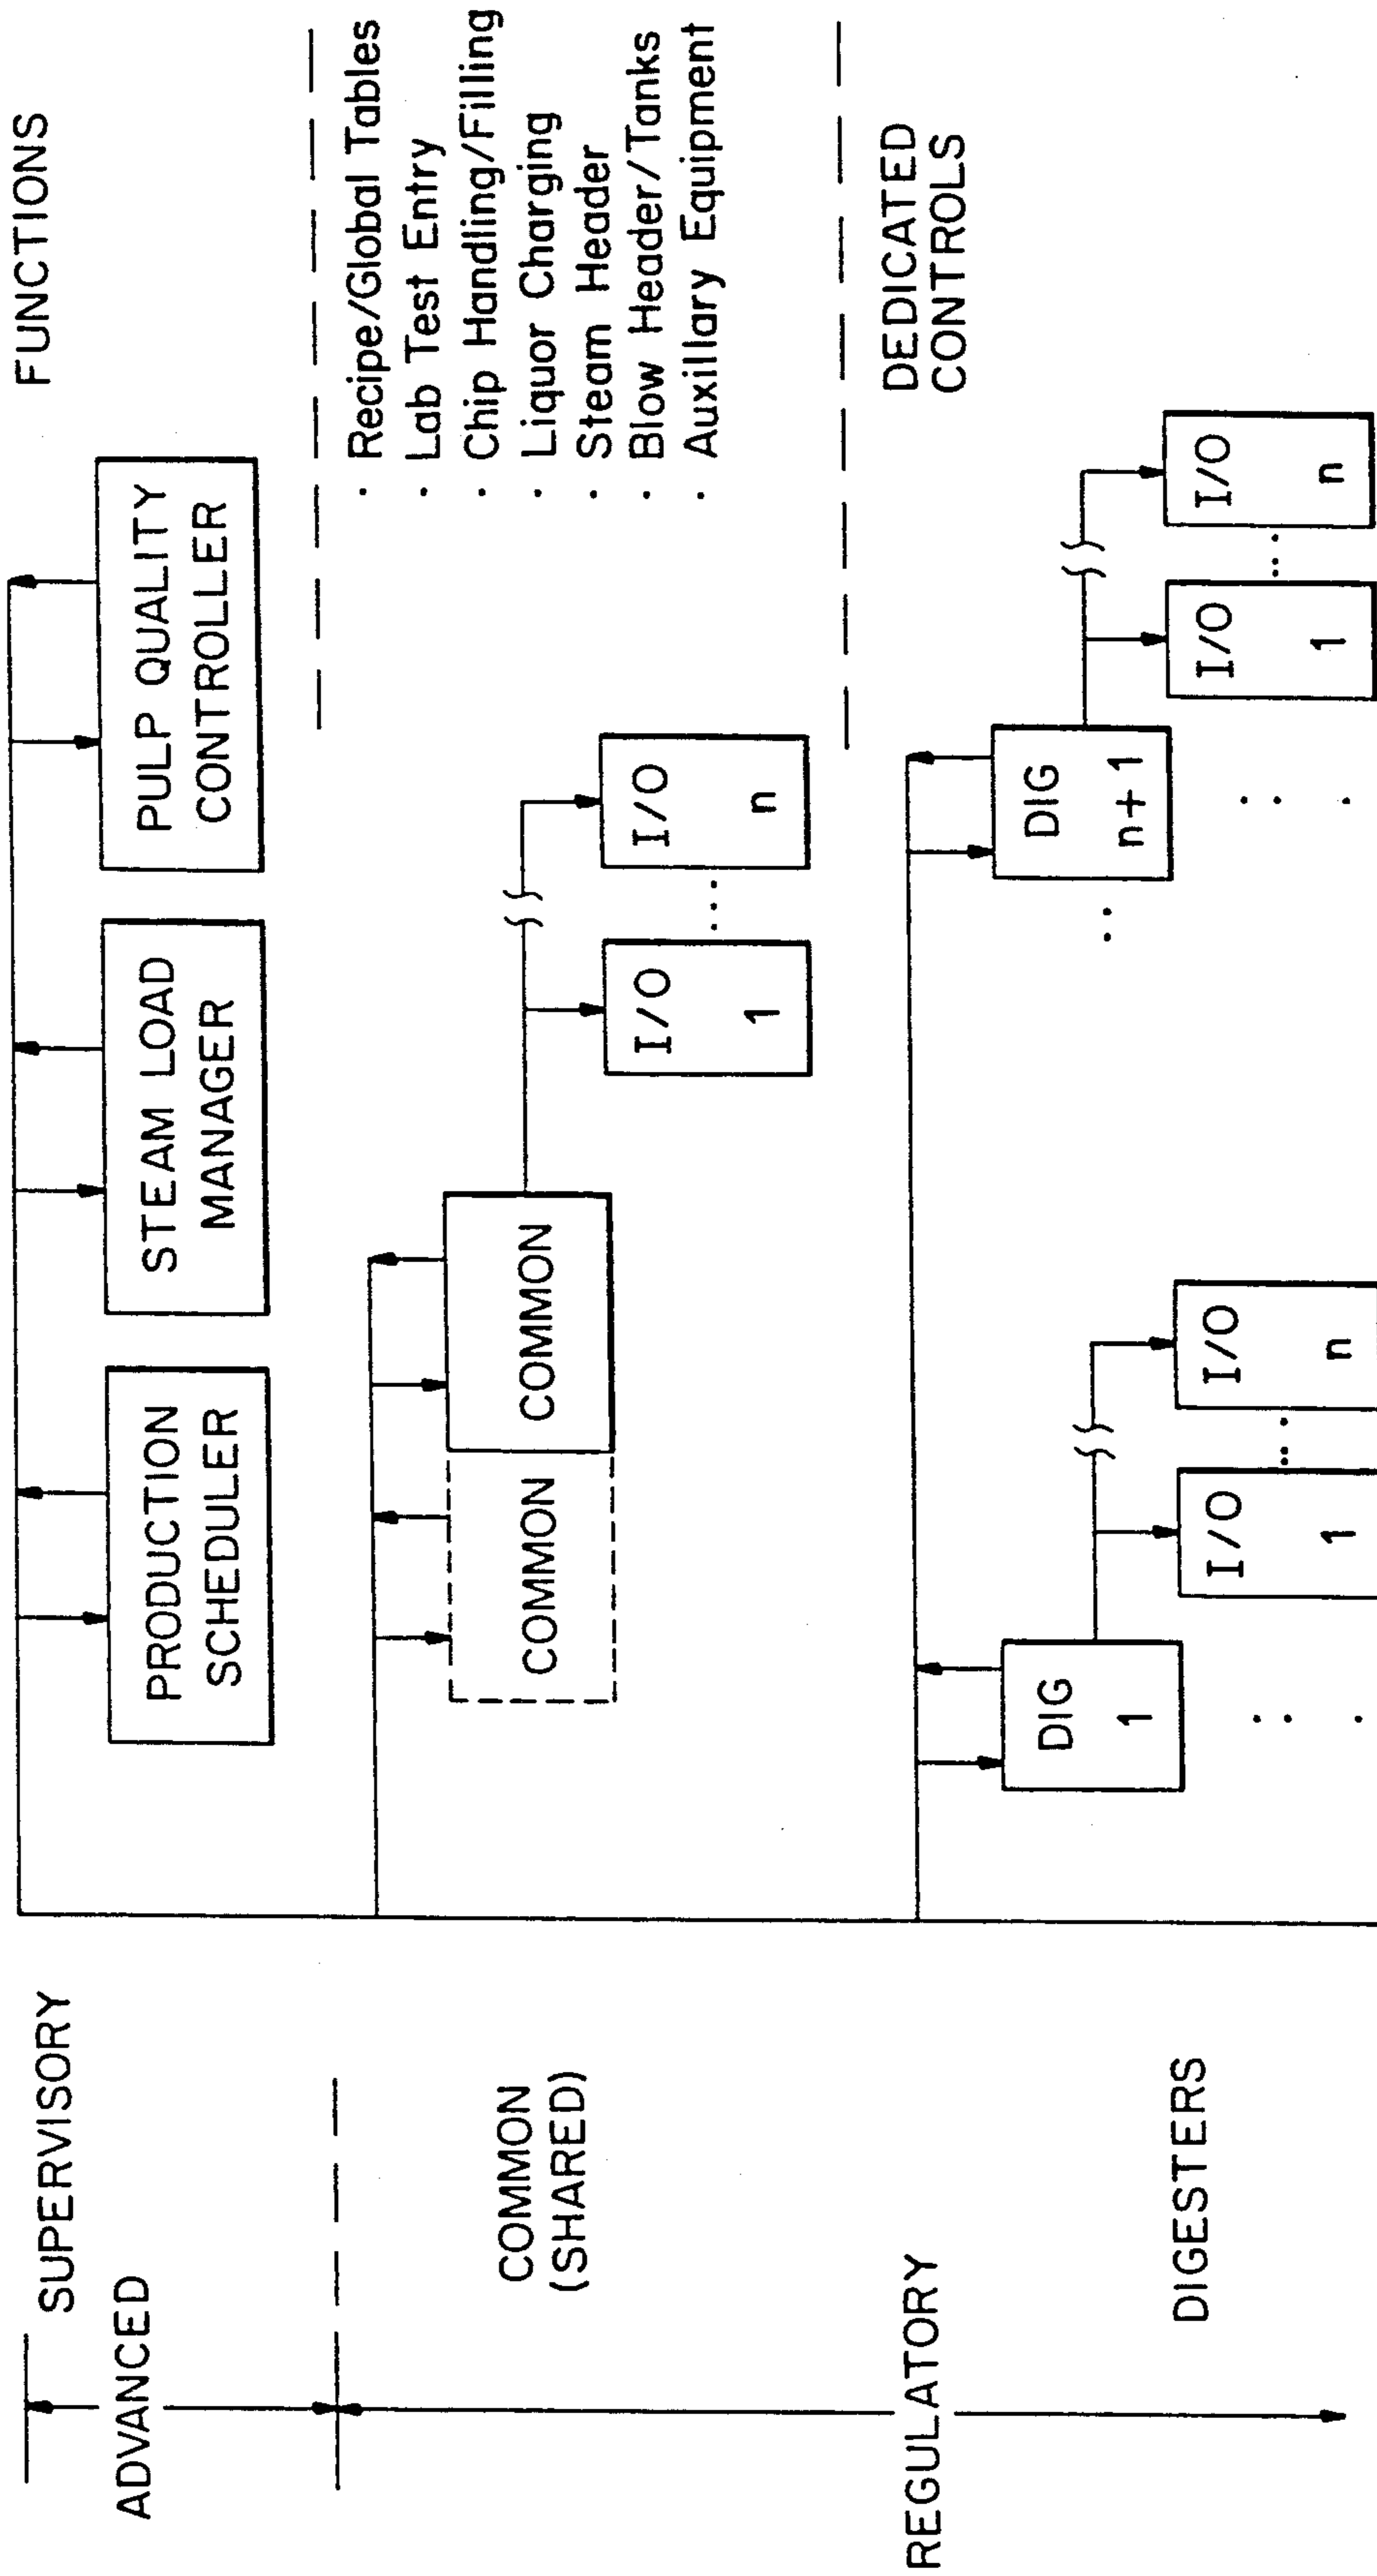 SUPERVISORY
FUNCTIONS
ADVANCED
PRODUCTION
SCHEDULER
STEAM LOAD
MANAGER
PULP QUALITY
CONTROLLER
COMMON
(SHARED)
COMMON
COMMON
I/O
1
...
I/O
n
· Recipe/Global Tables
· Lab Test Entry
· Chip Handling/Filling
· Liquor Charging
· Steam Header
· Blow Header/Tanks
· Auxillary Equipment
REGULATORY
DEDICATED
CONTROLS
DIGESTERS
DIG
1
I/O
1
...
I/O
n
DIG
n+1
I/O
1
...
I/O
n